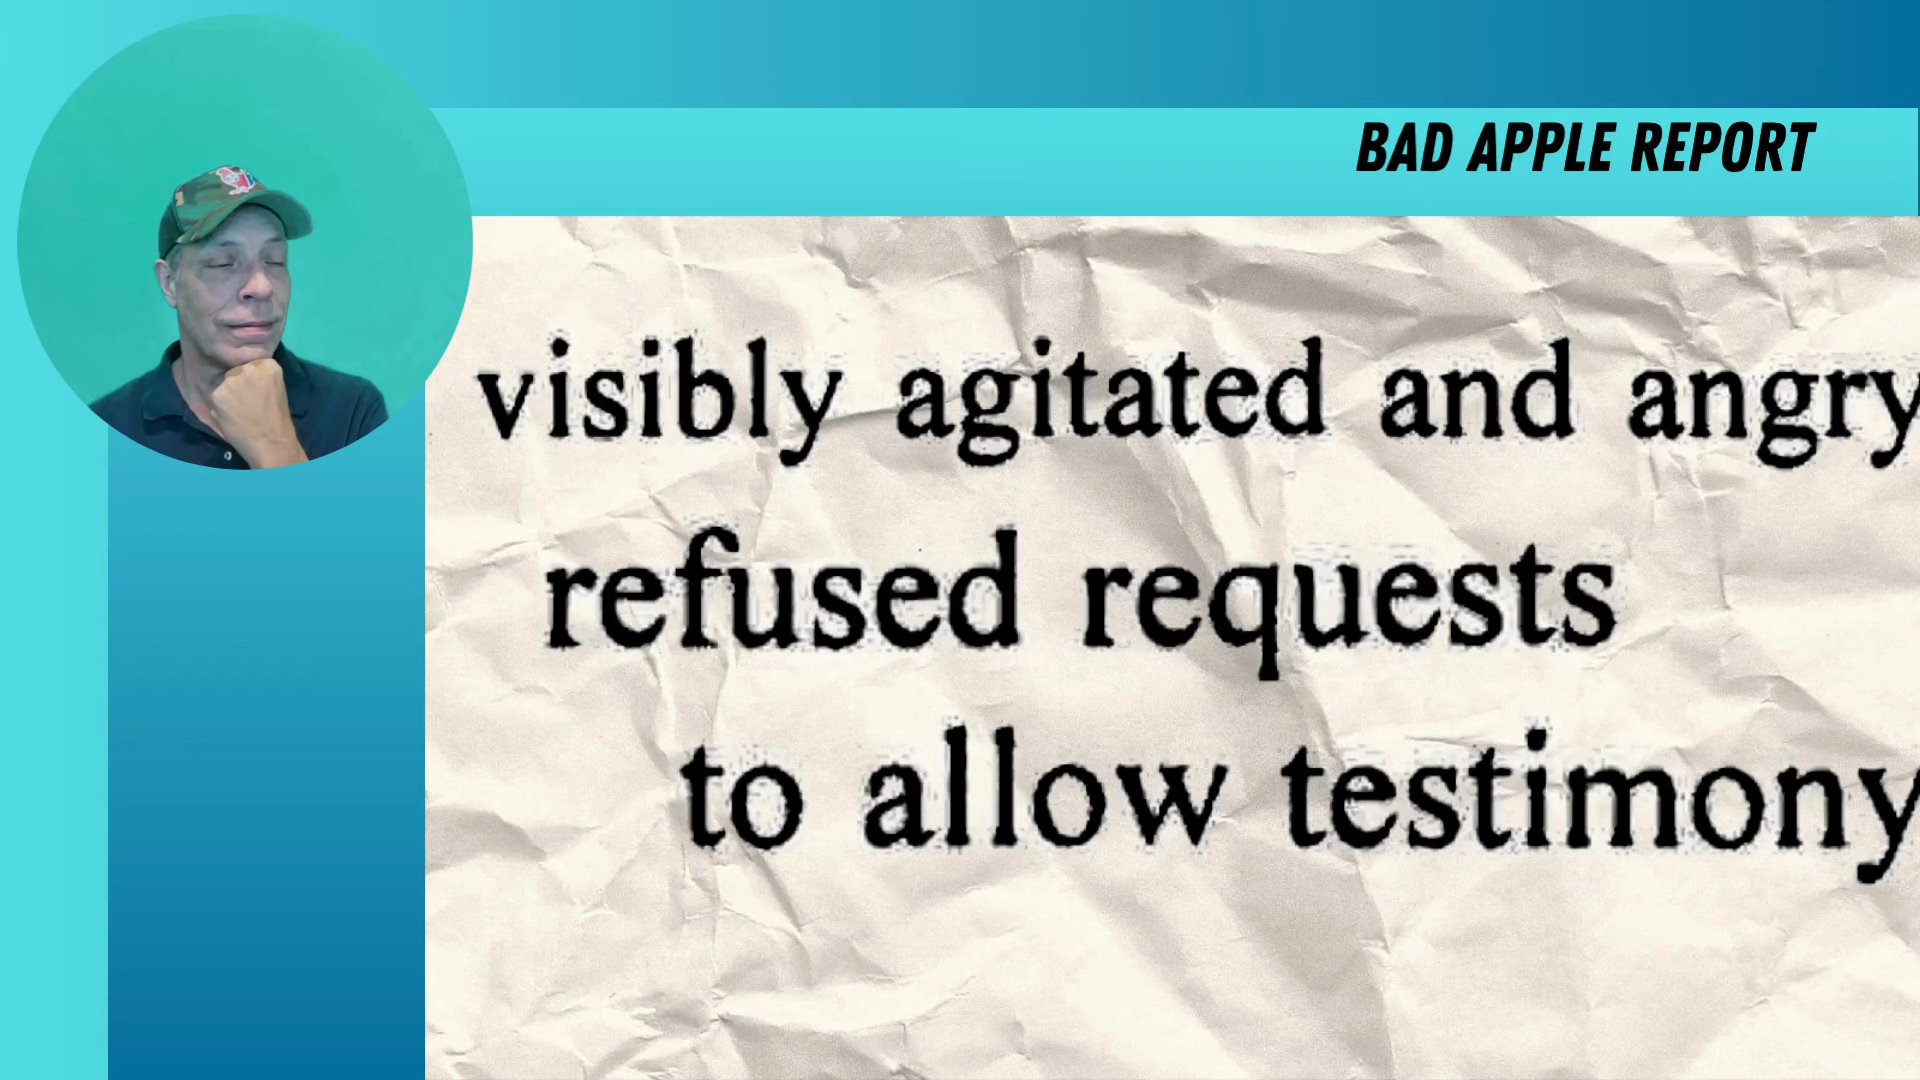 BAD APPLE REPORT
visibly agitated and angry
refused requests
to allow testimony